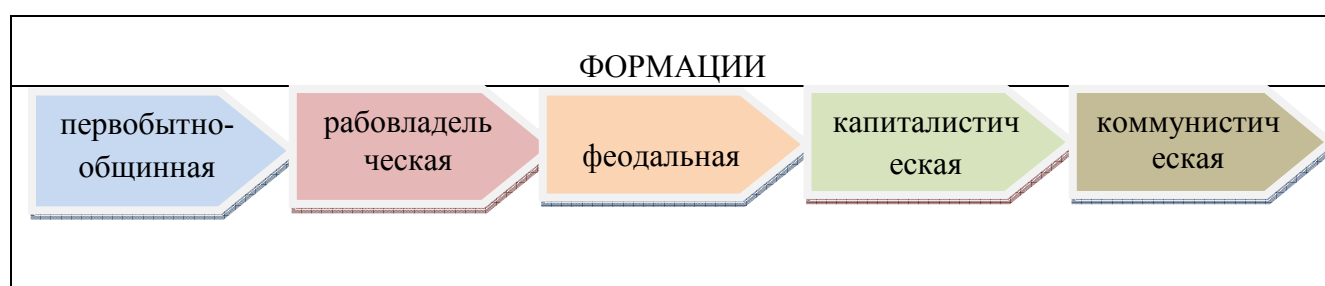 ФОРМАЦИИ
первобытно-
общинная
рабовладель
ческая
феодальная
капиталистич
еская
коммунистич
еская